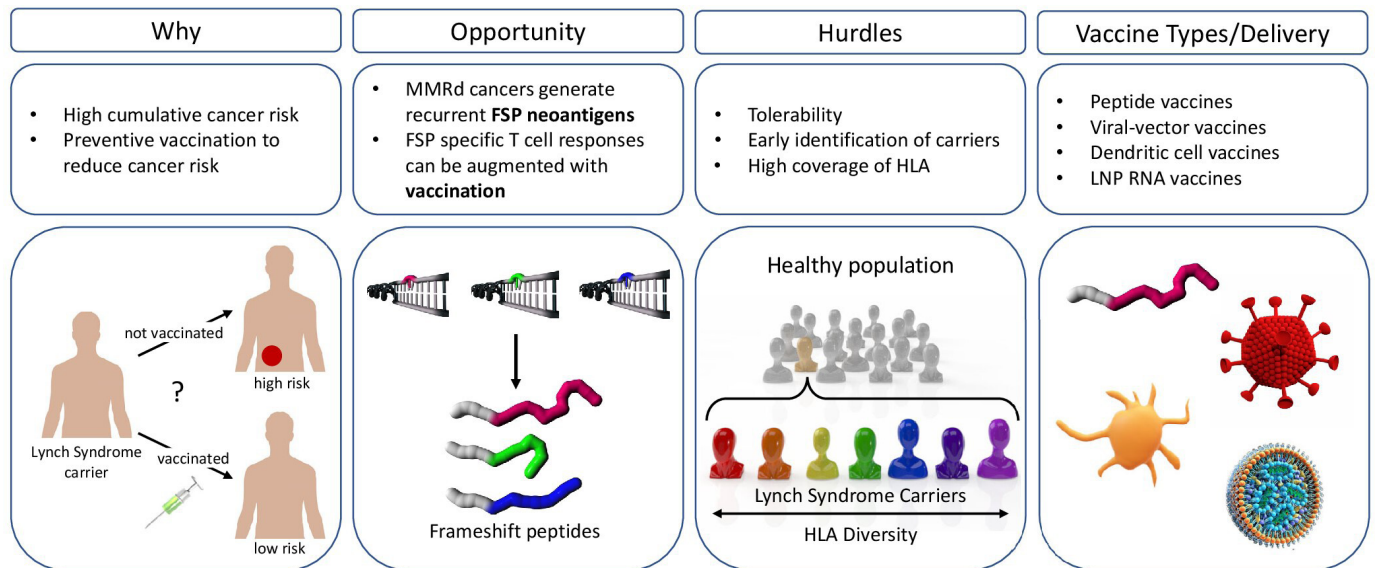 Why
Opportunity
Hurdles
Vaccine Types/Delivery
• High cumulative cancer risk
• Preventive vaccination to
reduce cancer risk
• MMRd cancers generate
recurrent FSP neoantigens
• FSP specific T cell responses
can be augmented with
vaccination
• Tolerability
• Early identification of carriers
• High coverage of HLA
• Peptide vaccines
• Viral-vector vaccines
• Dendritic cell vaccines
• LNP RNA vaccines
not vaccinated
high risk
?
Lynch Syndrome
carrier
vaccinated
low risk
Frameshift peptides
Healthy population
Lynch Syndrome Carriers
HLA Diversity